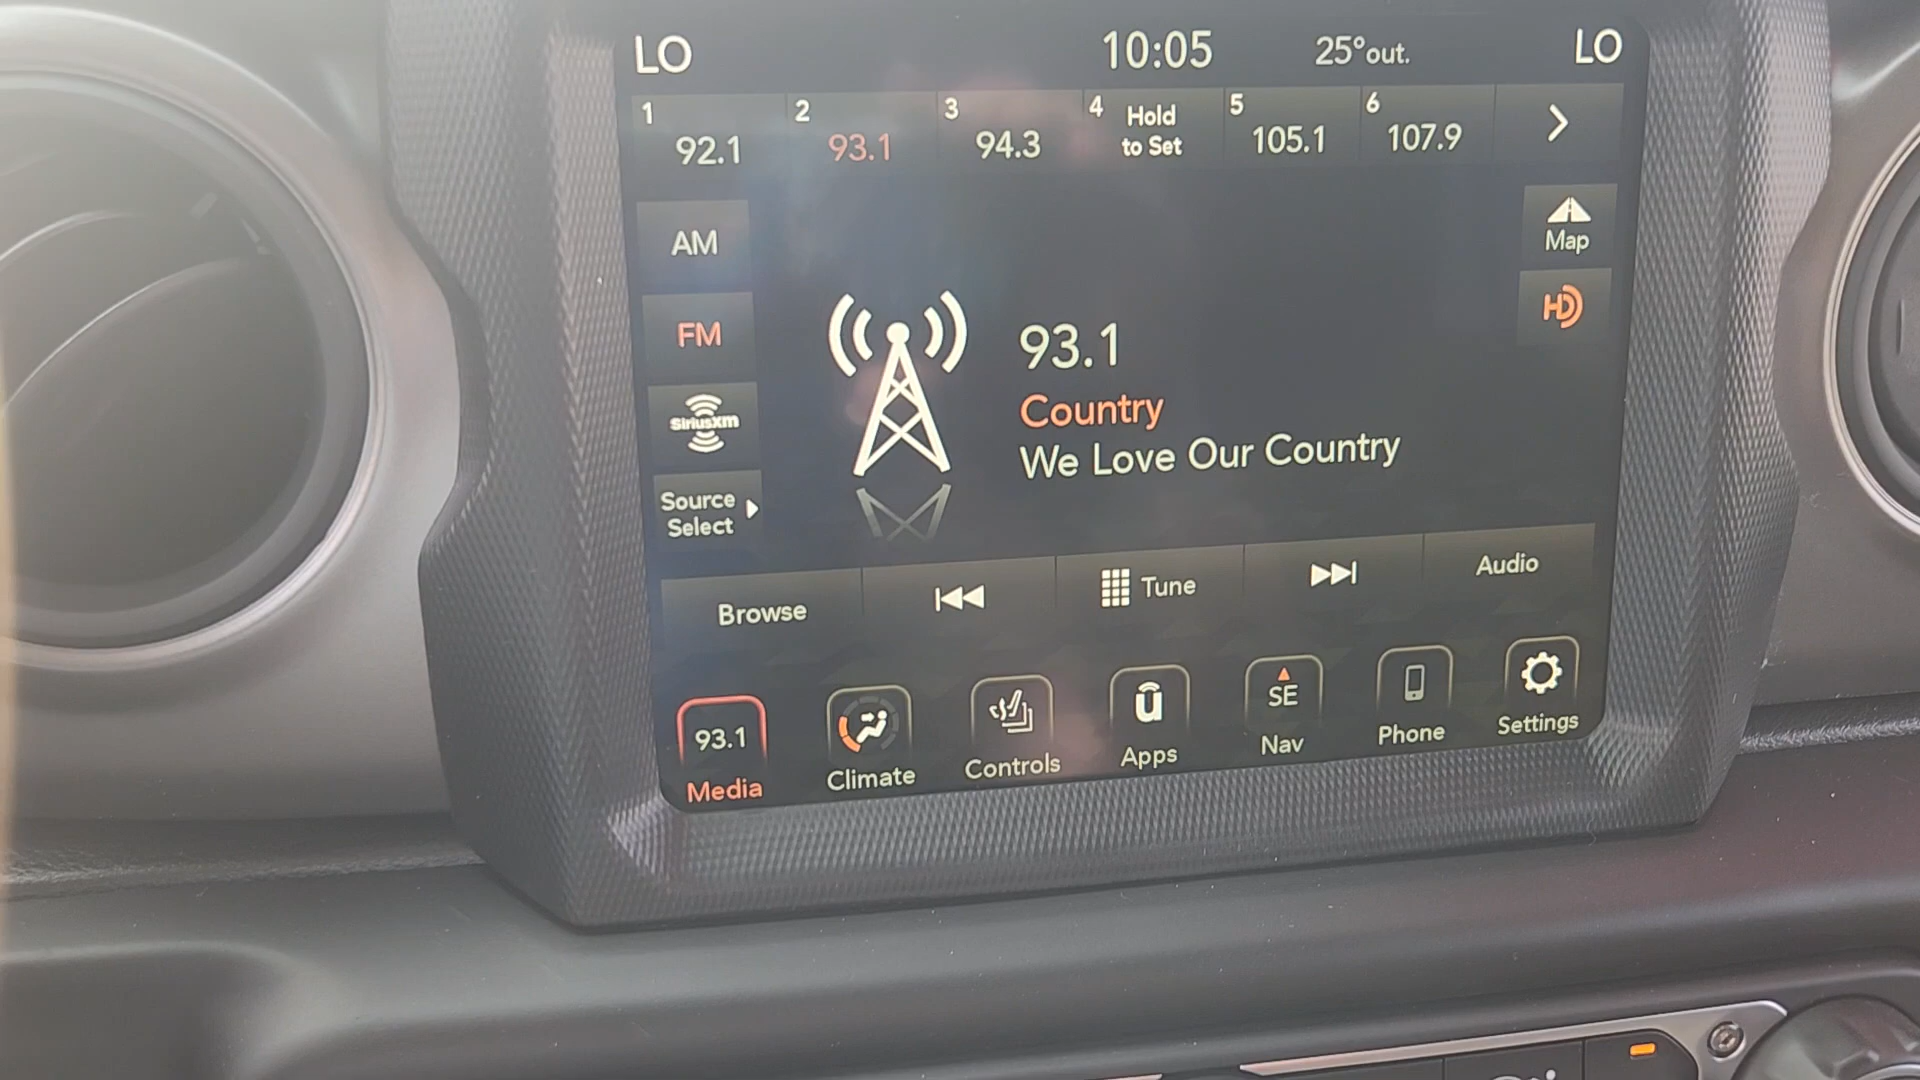 LO 10:05 25°out. LO
1 92.1 2 93.1 3 94.3 4 Hold to Set 5 105.1 6 107.9
AM
Map
FM
HD
93.1
Country
We Love Our Country
SiriusXM
Source
Select
Browse Tune Audio
93.1 SE
Media Climate Controls Apps Nav Phone Settings